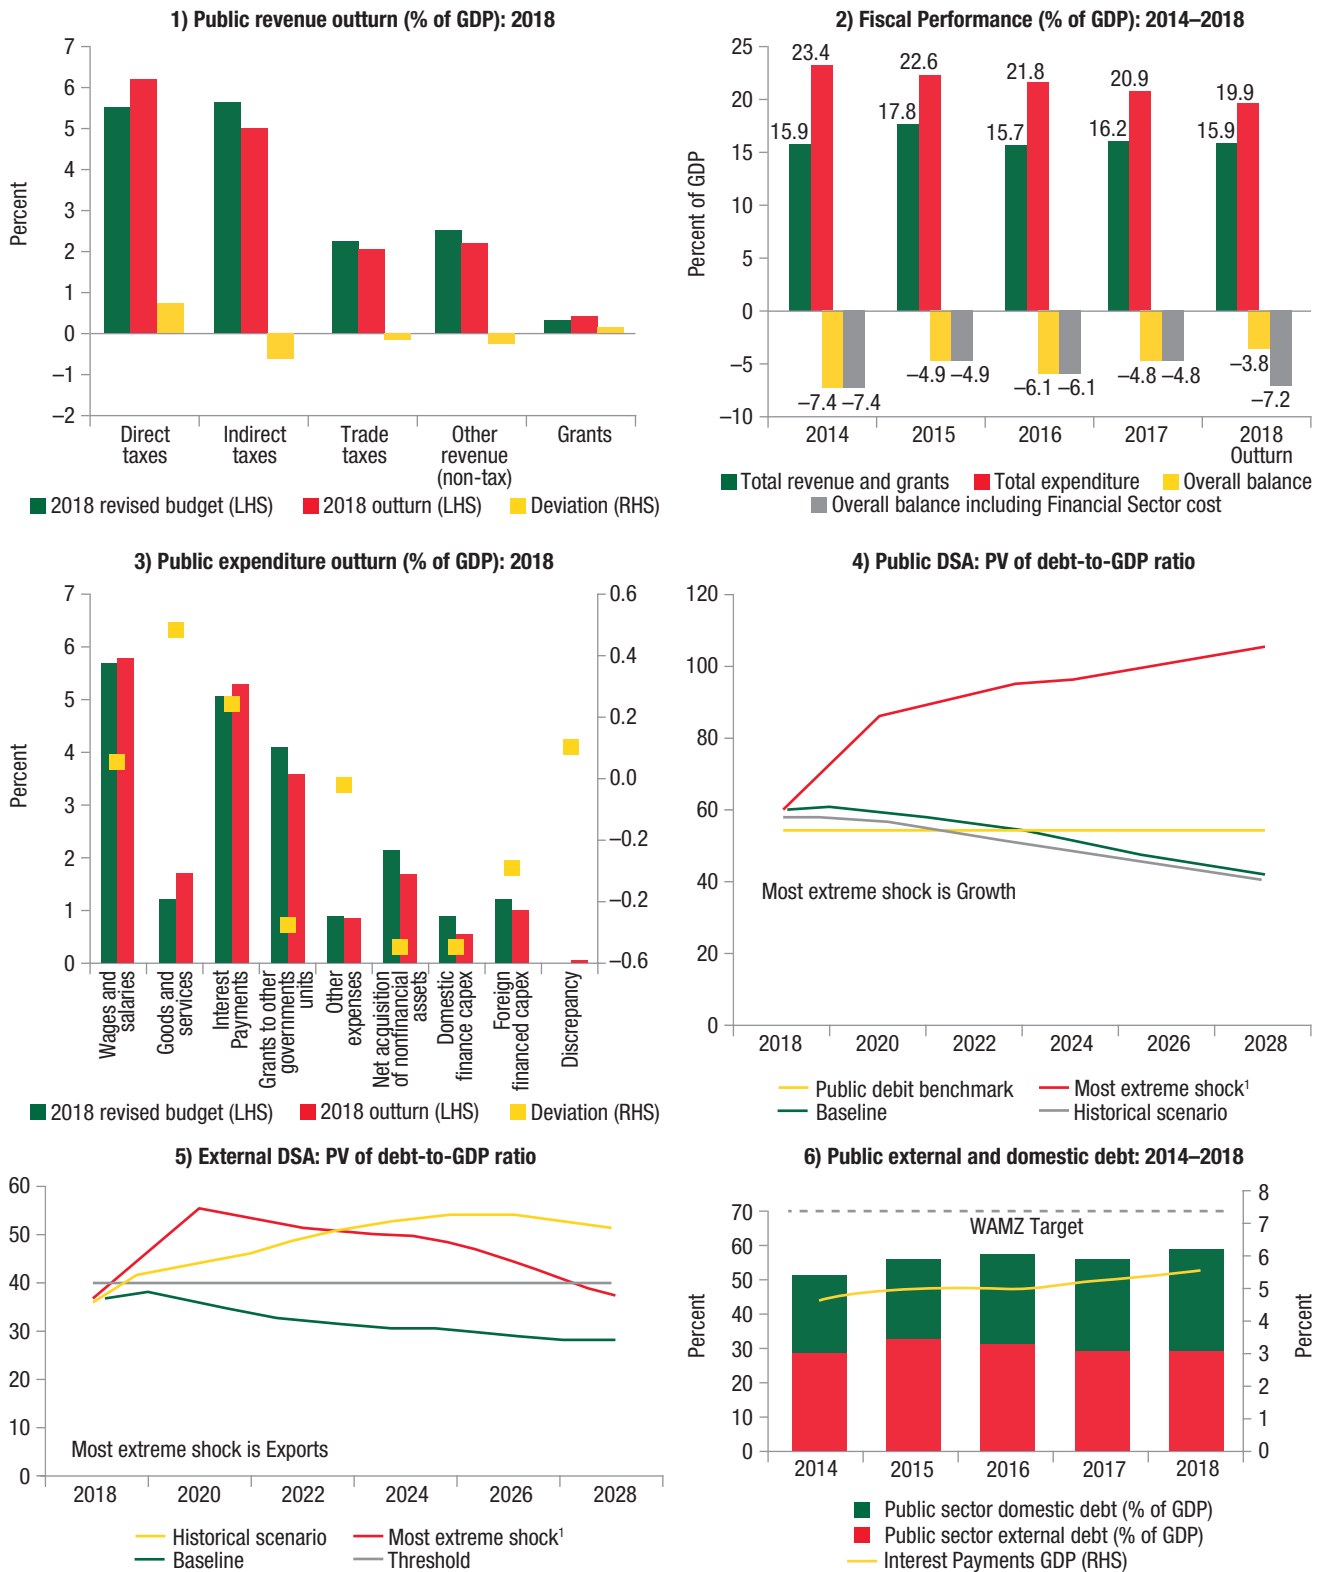 1) Public revenue outturn (% of GDP): 2018
7
6
5
4
3
2
1
0
–1
–2
Percent
Direct taxes
Indirect taxes
Trade taxes
Other revenue (non-tax)
Grants
2018 revised budget (LHS)
2018 outturn (LHS)
Deviation (RHS)
2) Fiscal Performance (% of GDP): 2014–2018
25
20
15
10
5
0
–5
–10
Percent of GDP
15.9
23.4
–7.4
–7.4
17.8
22.6
–4.9
–4.9
15.7
21.8
–6.1
–6.1
16.2
20.9
–4.8
–4.8
15.9
19.9
–3.8
–7.2
2014
2015
2016
2017
2018
Outturn
Total revenue and grants
Total expenditure
Overall balance
Overall balance including Financial Sector cost
3) Public expenditure outturn (% of GDP): 2018
7
6
5
4
3
2
1
0
Percent
0.6
0.4
0.2
0.0
–0.2
–0.2
–0.6
Wages and salaries
Goods and services
Interest Payments
Grants to other governments units
Other expenses
Net acquisition of nonfinancial assets
Domestic finance capex
Foreign financed capex
Discrepancy
2018 revised budget (LHS)
2018 outturn (LHS)
Deviation (RHS)
4) Public DSA: PV of debt-to-GDP ratio
120
100
80
60
40
20
0
Most extreme shock is Growth
2018
2020
2022
2024
2026
2028
Public debit benchmark
Most extreme shock¹
Baseline
Historical scenario
5) External DSA: PV of debt-to-GDP ratio
60
50
40
30
20
10
0
Most extreme shock is Exports
2018
2020
2022
2024
2026
2028
Historical scenario
Most extreme shock¹
Baseline
Threshold
6) Public external and domestic debt: 2014–2018
70
60
50
40
30
20
10
0
Percent
WAMZ Target
8
7
6
5
4
3
2
1
0
Percent
2014
2015
2016
2017
2018
Public sector domestic debt (% of GDP)
Public sector external debt (% of GDP)
Interest Payments GDP (RHS)